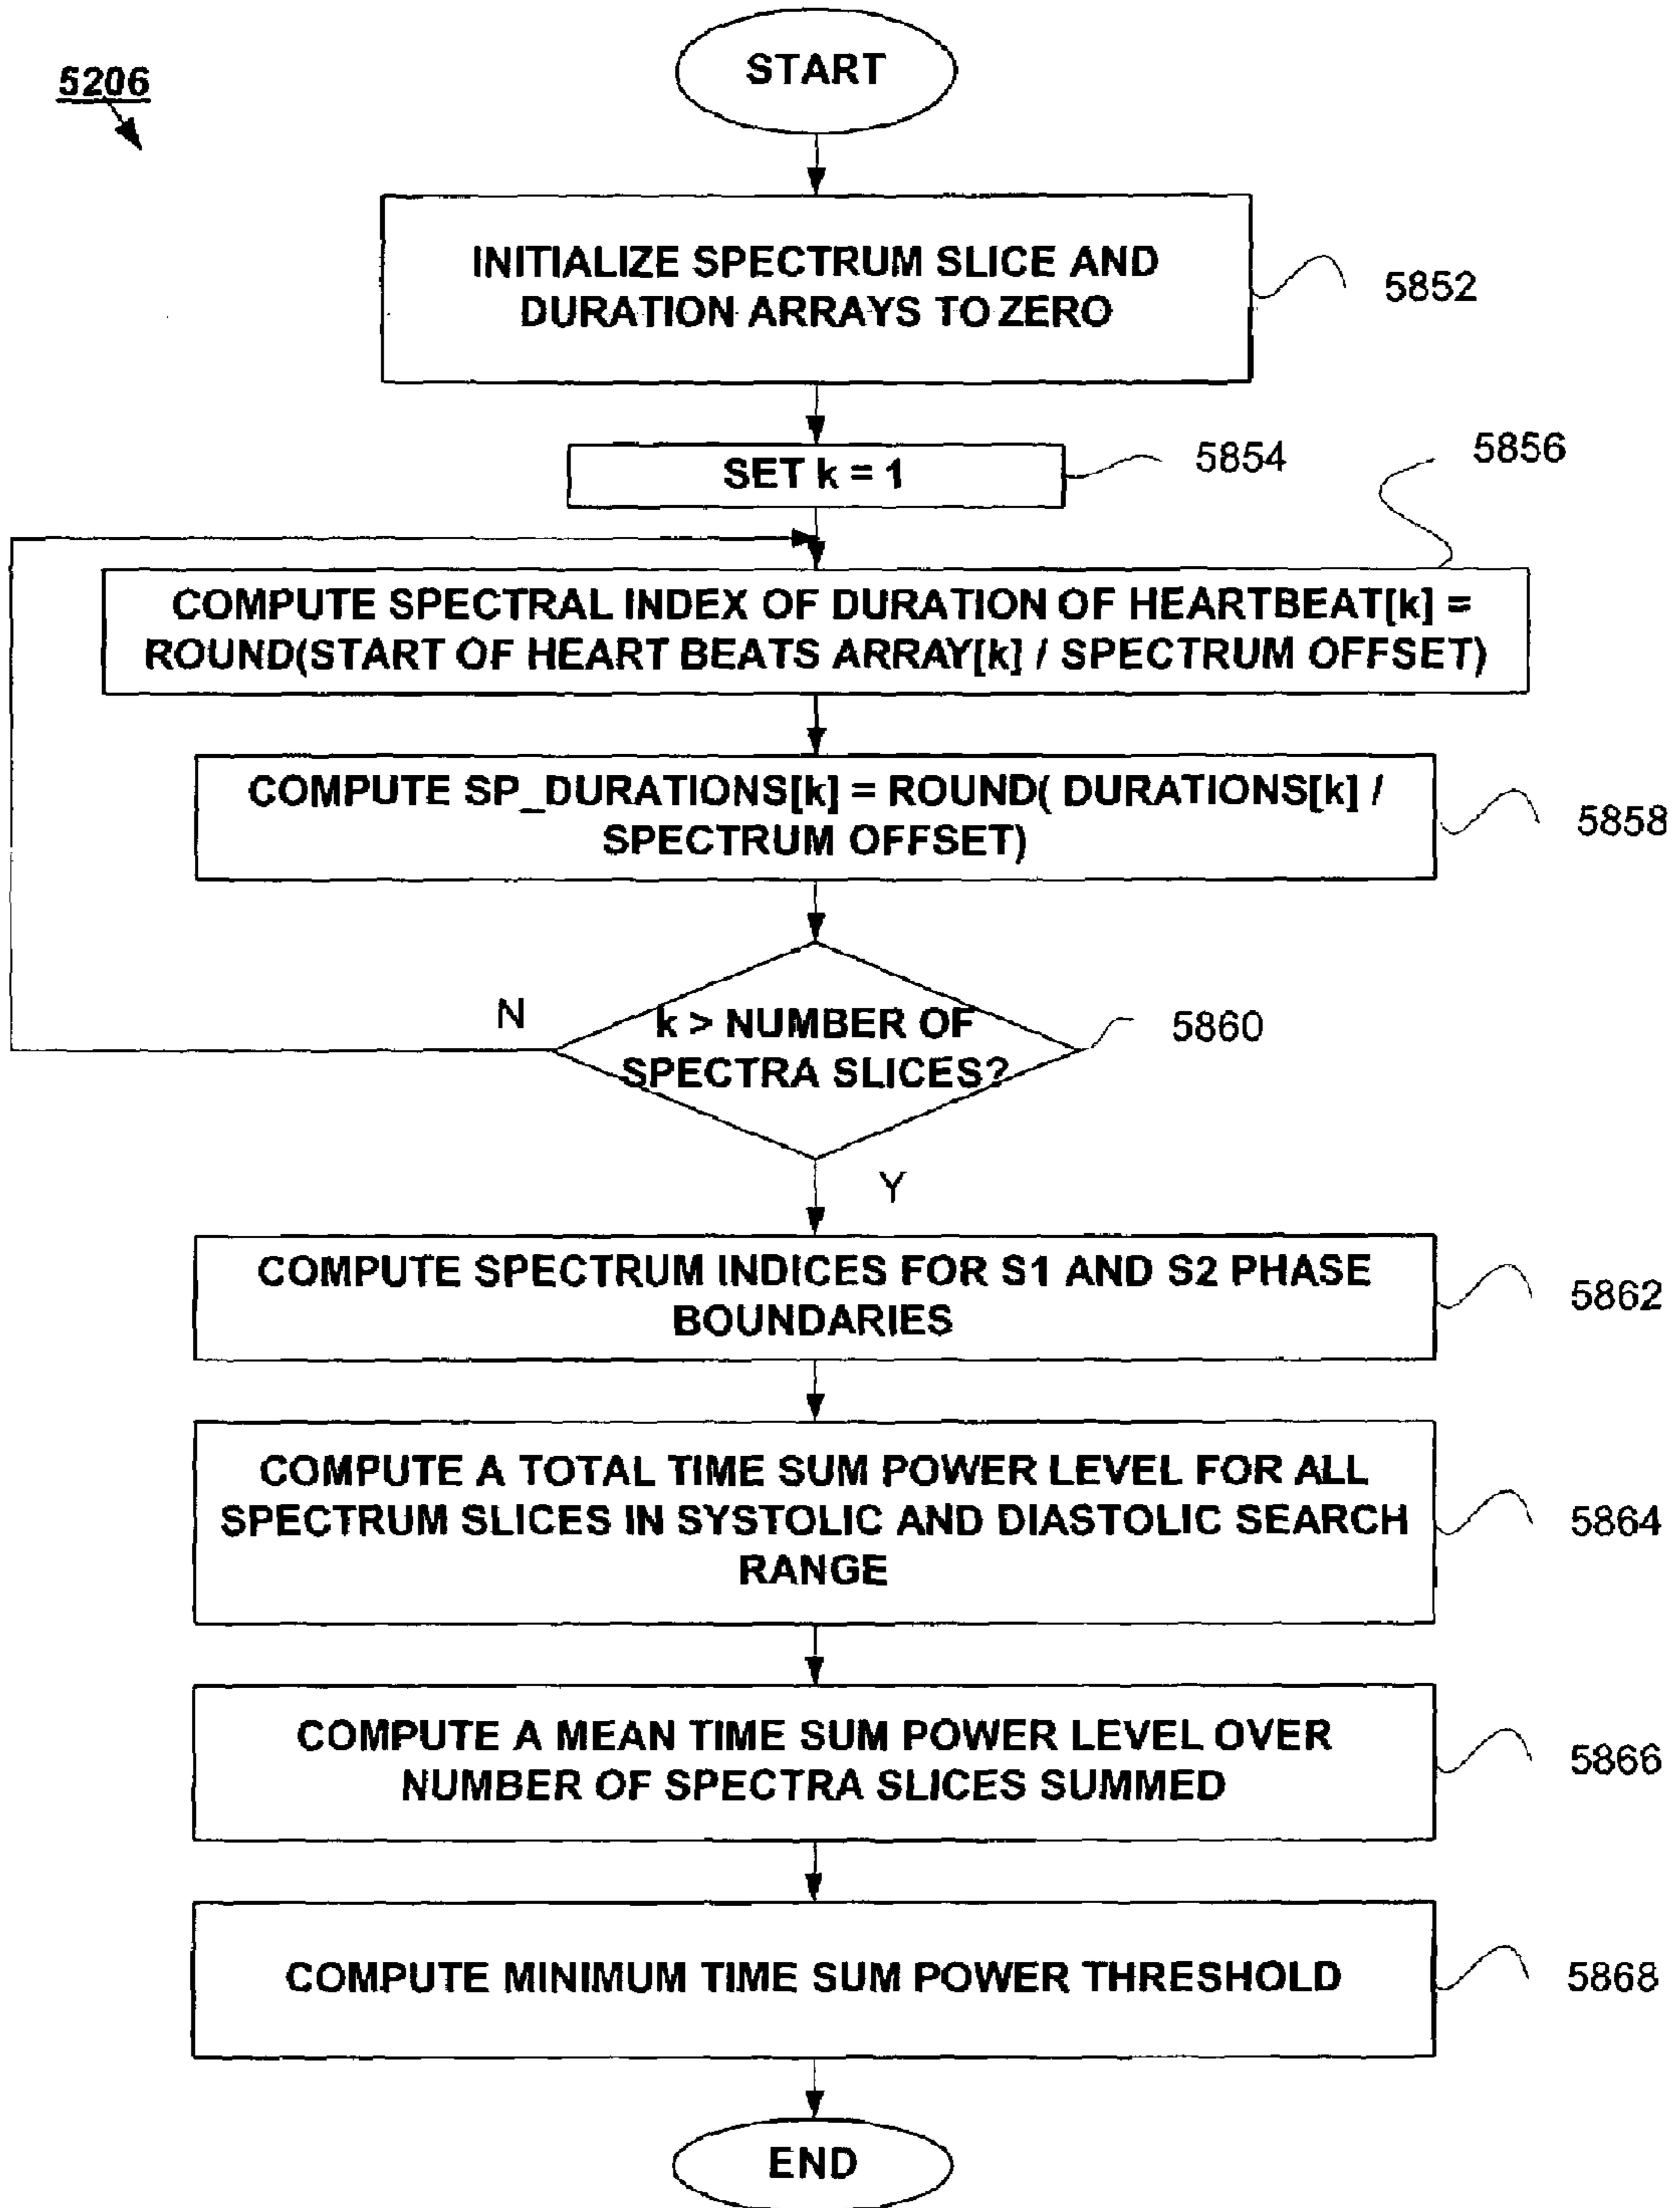 5206
START
INITIALIZE SPECTRUM SLICE AND
DURATION ARRAYS TO ZERO
5852
SET k = 1
5854
5856
COMPUTE SPECTRAL INDEX OF DURATION OF HEARTBEAT[k] =
ROUND(START OF HEART BEATS ARRAY[k] / SPECTRUM OFFSET)
COMPUTE SP_DURATIONS[k] = ROUND( DURATIONS[k] /
SPECTRUM OFFSET)
5858
N
k > NUMBER OF
SPECTRA SLICES?
5860
Y
COMPUTE SPECTRUM INDICES FOR S1 AND S2 PHASE
BOUNDARIES
5862
COMPUTE A TOTAL TIME SUM POWER LEVEL FOR ALL
SPECTRUM SLICES IN SYSTOLIC AND DIASTOLIC SEARCH
RANGE
5864
COMPUTE A MEAN TIME SUM POWER LEVEL OVER
NUMBER OF SPECTRA SLICES SUMMED
5866
COMPUTE MINIMUM TIME SUM POWER THRESHOLD
5868
END